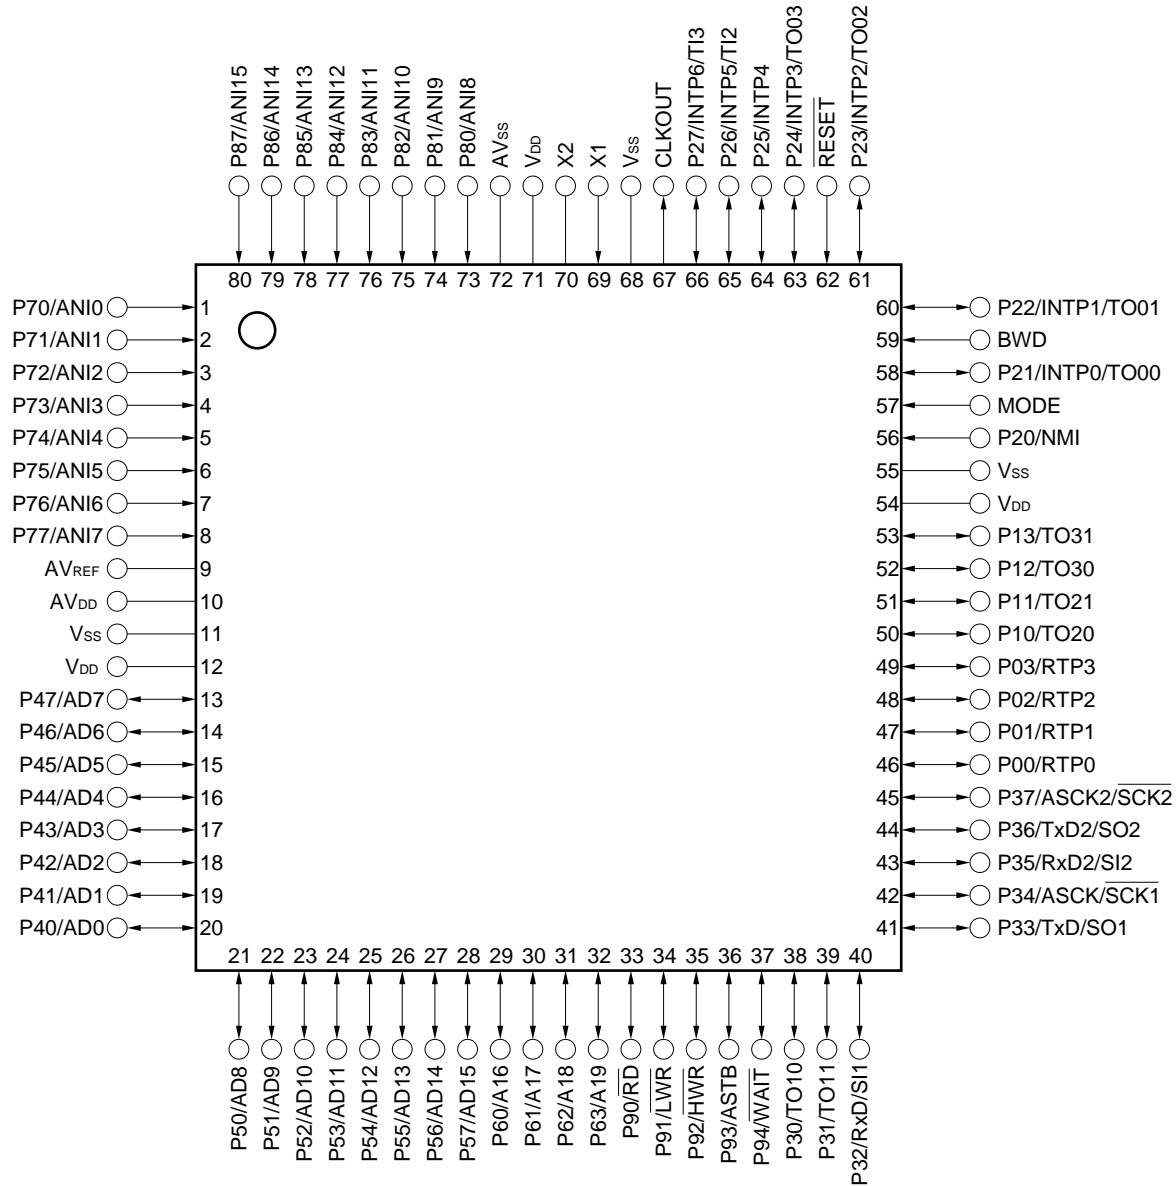 P87/ANI15
P86/ANI14
P85/ANI13
P84/ANI12
P83/ANI11
P82/ANI10
P81/ANI9
P80/ANI8
AVSS
VDD
X2
X1
VSS
CLKOUT
P27/INTP6/TI3
P26/INTP5/TI2
P25/INTP4
P24/INTP3/TO03
RESET
P23/INTP2/TO02
80 79 78 77 76 75 74 73 72 71 70 69 68 67 66 65 64 63 62 61
P70/ANI0 1
P71/ANI1 2
P72/ANI2 3
P73/ANI3 4
P74/ANI4 5
P75/ANI5 6
P76/ANI6 7
P77/ANI7 8
AVREF 9
AVDD 10
VSS 11
VDD 12
P47/AD7 13
P46/AD6 14
P45/AD5 15
P44/AD4 16
P43/AD3 17
P42/AD2 18
P41/AD1 19
P40/AD0 20
60 P22/INTP1/TO01
59 BWD
58 P21/INTP0/TO00
57 MODE
56 P20/NMI
55 VSS
54 VDD
53 P13/TO31
52 P12/TO30
51 P11/TO21
50 P10/TO20
49 P03/RTP3
48 P02/RTP2
47 P01/RTP1
46 P00/RTP0
45 P37/ASCK2/SCK2
44 P36/TxD2/SO2
43 P35/RxD2/SI2
42 P34/ASCK/SCK1
41 P33/TxD/SO1
21 22 23 24 25 26 27 28 29 30 31 32 33 34 35 36 37 38 39 40
P50/AD8
P51/AD9
P52/AD10
P53/AD11
P54/AD12
P55/AD13
P56/AD14
P57/AD15
P60/A16
P61/A17
P62/A18
P63/A19
P90/RD
P91/LWR
P92/HWR
P93/ASTB
P94/WAIT
P30/TO10
P31/TO11
P32/RxD/SI1